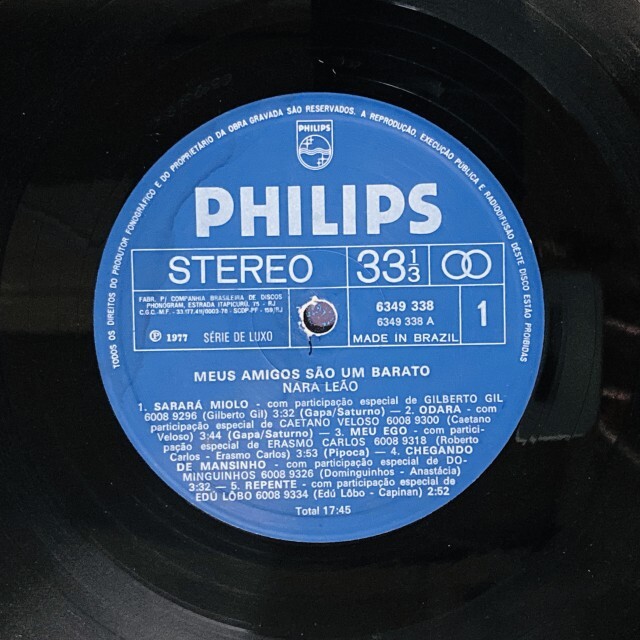 TODOS OS DIREITOS DO PRODUTOR FONOGRÁFICO E DO PROPRIETÁRIO DA OBRA GRAVADA SÃO RESERVADOS. A REPRODUÇÃO, EXECUÇÃO PÚBLICA E RADIODIFUSÃO DESTE DISCO ESTÃO PROIBIDAS
PHILIPS
PHILIPS
STEREO
33 1/3
FABR. P/ COMPANHIA BRASILEIRA DE DISCOS
PHONOGRAM, ESTRADA ITAPICURU, 75 - RJ
C.G.C.-M.F. - 33.177.49/0003-76 - SCDP-PF - 159/RJ
℗ 1977 SÉRIE DE LUXO
6349 338
6349 338 A
MADE IN BRAZIL
1
MEUS AMIGOS SÃO UM BARATO
NARA LEÃO
1. SARARÁ MIOLO - com participação especial de GILBERTO GIL
6008 9296 (Gilberto Gil) 3:32 (Gapa/Saturno) — 2. ODARA - com
participação especial de CAETANO VELOSO 6008 9300 (Caetano
Veloso) 3:44 (Gapa/Saturno) — 3. MEU EGO - com partici-
pação especial de ERASMO CARLOS 6008 9318 (Roberto
Carlos - Erasmo Carlos) 3:53 (Pipoca) — 4. CHEGANDO
DE MANSINHO - com participação especial de DO-
MINGUINHOS 6008 9326 (Dominguinhos - Anastácia)
3:32 — 5. REPENTE - com participação especial de
EDÚ LÔBO 6008 9334 (Edú Lôbo - Capinan) 2:52
Total 17:45